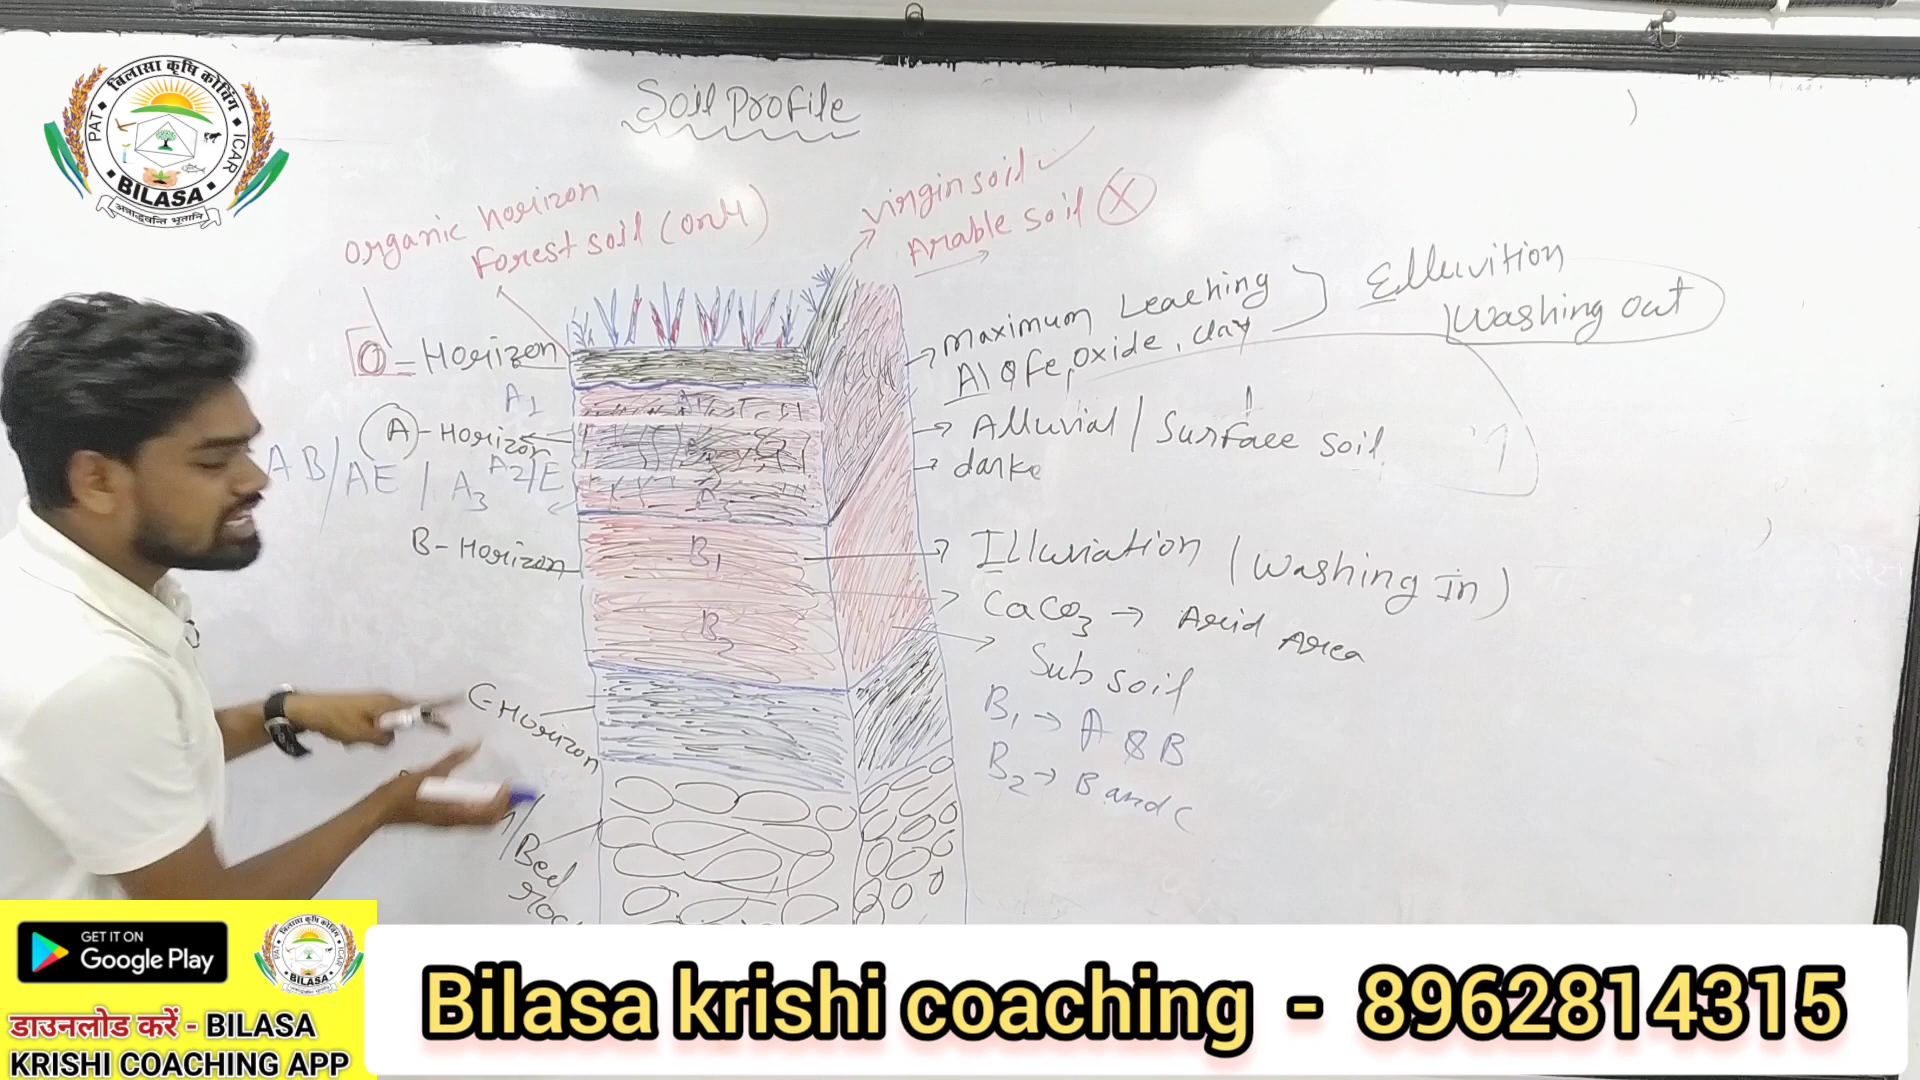 Soil Profile
बिलासा कृषि कोचिंग
PAT
ICAR
BILASA
virgin soil ✓
Arable soil X
organic horizon
Forest soil (only)
O - Horizon
maximum Leaching
Al & Fe, oxide, clay
Elluvition
Washing out
A1
A - Horizon
A2/E
AB/AE / A3
Alluvial / Surface soil
darke
B - Horizon
B1
B2
Illuviation (Washing In)
CaCO3 → Arid Area
Sub soil
B1 → A & B
B2 → B and C
C-Horizon
Bed
GET IT ON
Google Play
डाउनलोड करें - BILASA
KRISHI COACHING APP
Bilasa krishi coaching - 8962814315